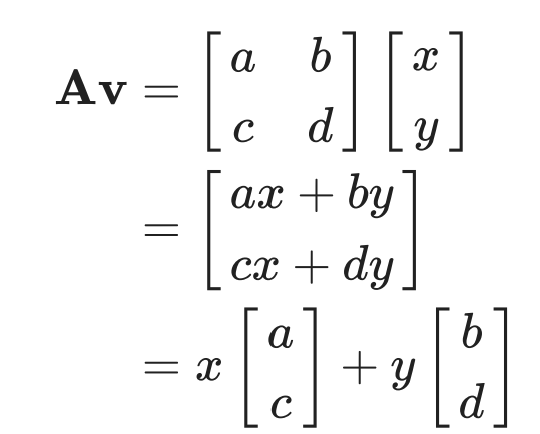 𝐀𝐯 = [a b; c d] [x; y]
= [ax + by; cx + dy]
= x [a; c] + y [b; d]